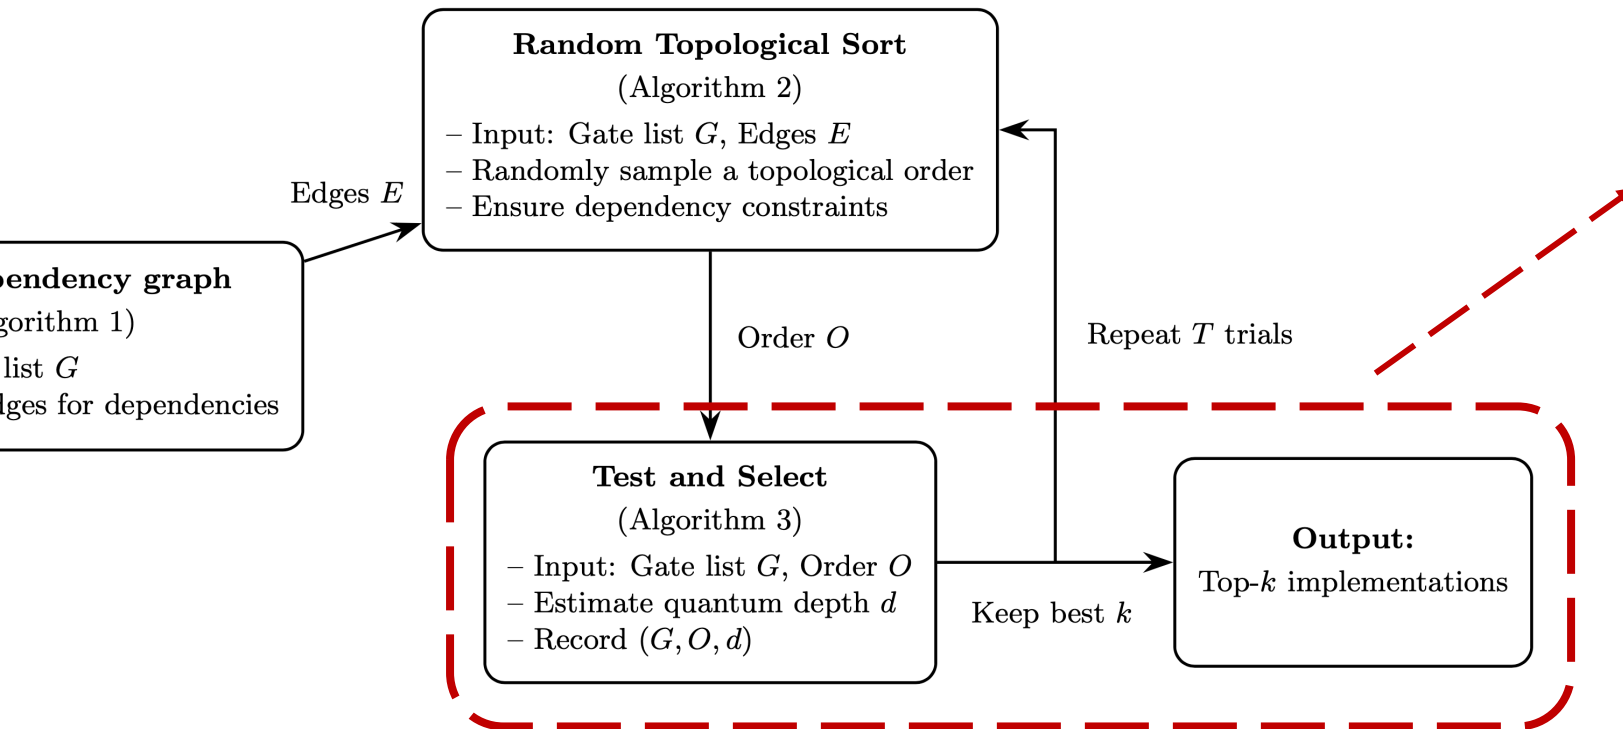 Random Topological Sort
(Algorithm 2)
– Input: Gate list G, Edges E
– Randomly sample a topological order
– Ensure dependency constraints
Edges E
pendency graph
gorithm 1)
list G
dges for dependencies
Order O
Repeat T trials
Test and Select
(Algorithm 3)
– Input: Gate list G, Order O
– Estimate quantum depth d
– Record (G, O, d)
Keep best k
Output:
Top-k implementations